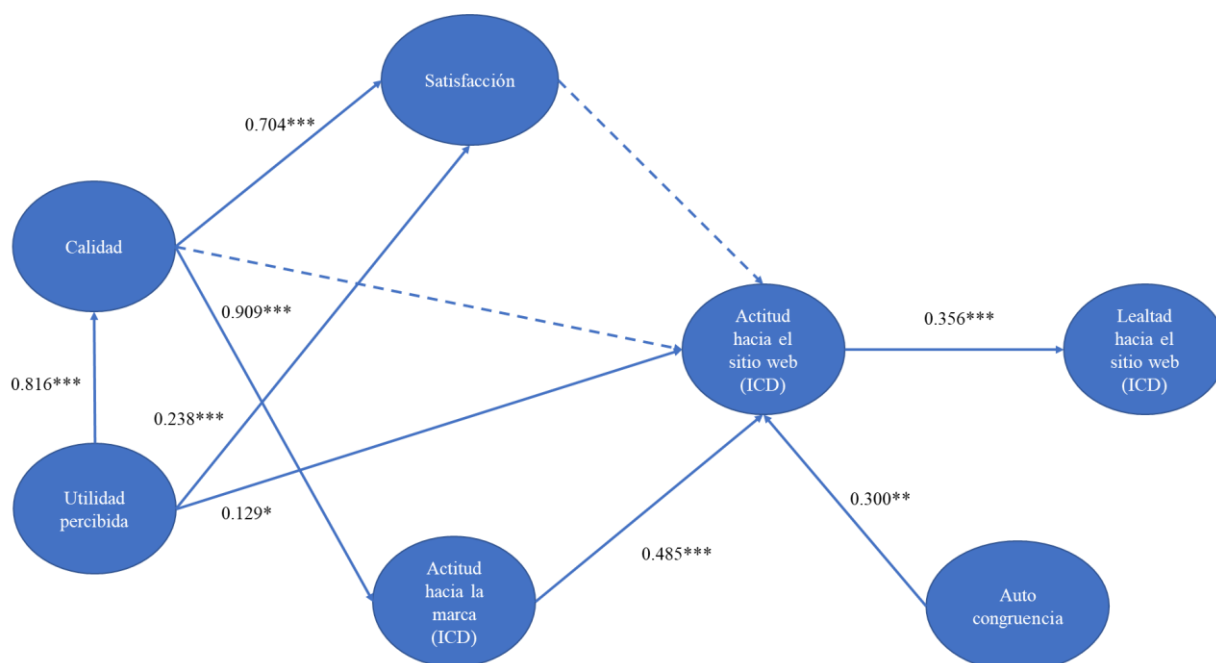 Satisfacción
0.704***
Calidad
0.909***
Actitud
hacia el
sitio web
(ICD)
0.356***
Lealtad
hacia el
sitio web
(ICD)
0.816***
0.238***
Utilidad
percibida
0.129*
0.485***
0.300**
Actitud
hacia la
marca
(ICD)
Auto
congruencia